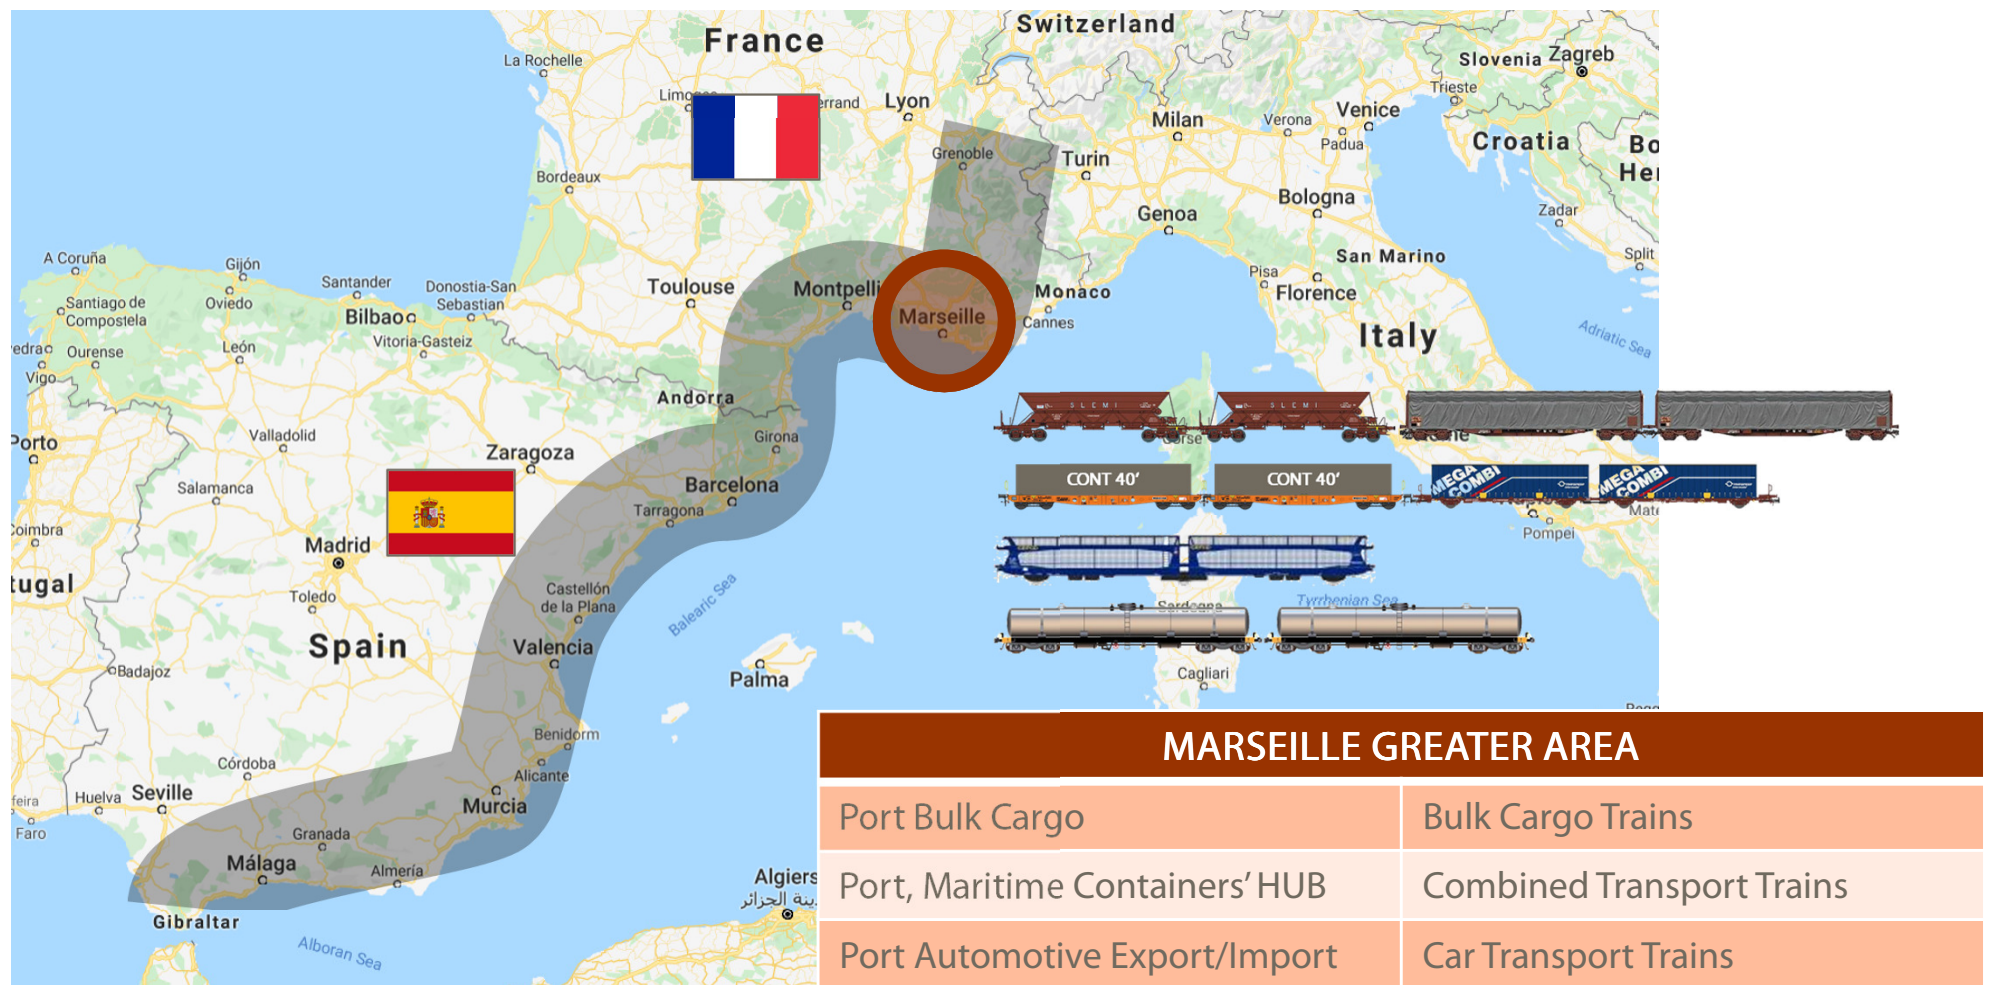 Switzerland
France
Slovenia
Zagreb
La Rochelle
Trieste
Lyon
errand
Venice
Milan
Verona
Croatia
Padua
Grenoble
Turin
Bordeaux
Bologna
Zadar
Genoa
San Marino
Split
A Coruña
Gijón
Pisa
Santander
Donostia-San
Sebastian
Toulouse
Montpelli
Monaco
Florence
Santiago de
Compostela
Oviedo
Bilbao
Marseille
Cannes
Italy
Adriatic Sea
Vitoria-Gasteiz
León
Ourense
Vigo
Andorra
SLEMI
SLEMI
Valladolid
Girona
Porto
Zaragoza
CONT 40’
CONT 40’
MEGA
COMBI
MEGA
COMBI
Salamanca
Barcelona
Tarragona
Pompei
Madrid
tugal
Castellón
de la Plana
Toledo
Balearic Sea
Tyrrhenian Sea
Sardegna
Spain
Valencia
Badajoz
Palma
Cagliari
Benidorm
Córdoba
Alicante
Huelva
Seville
Murcia
Faro
Granada
Málaga
Almería
Algiers
Gibraltar
Alboran Sea
MARSEILLE GREATER AREA
Port Bulk Cargo
Bulk Cargo Trains
Port, Maritime Containers’ HUB
Combined Transport Trains
Port Automotive Export/Import
Car Transport Trains